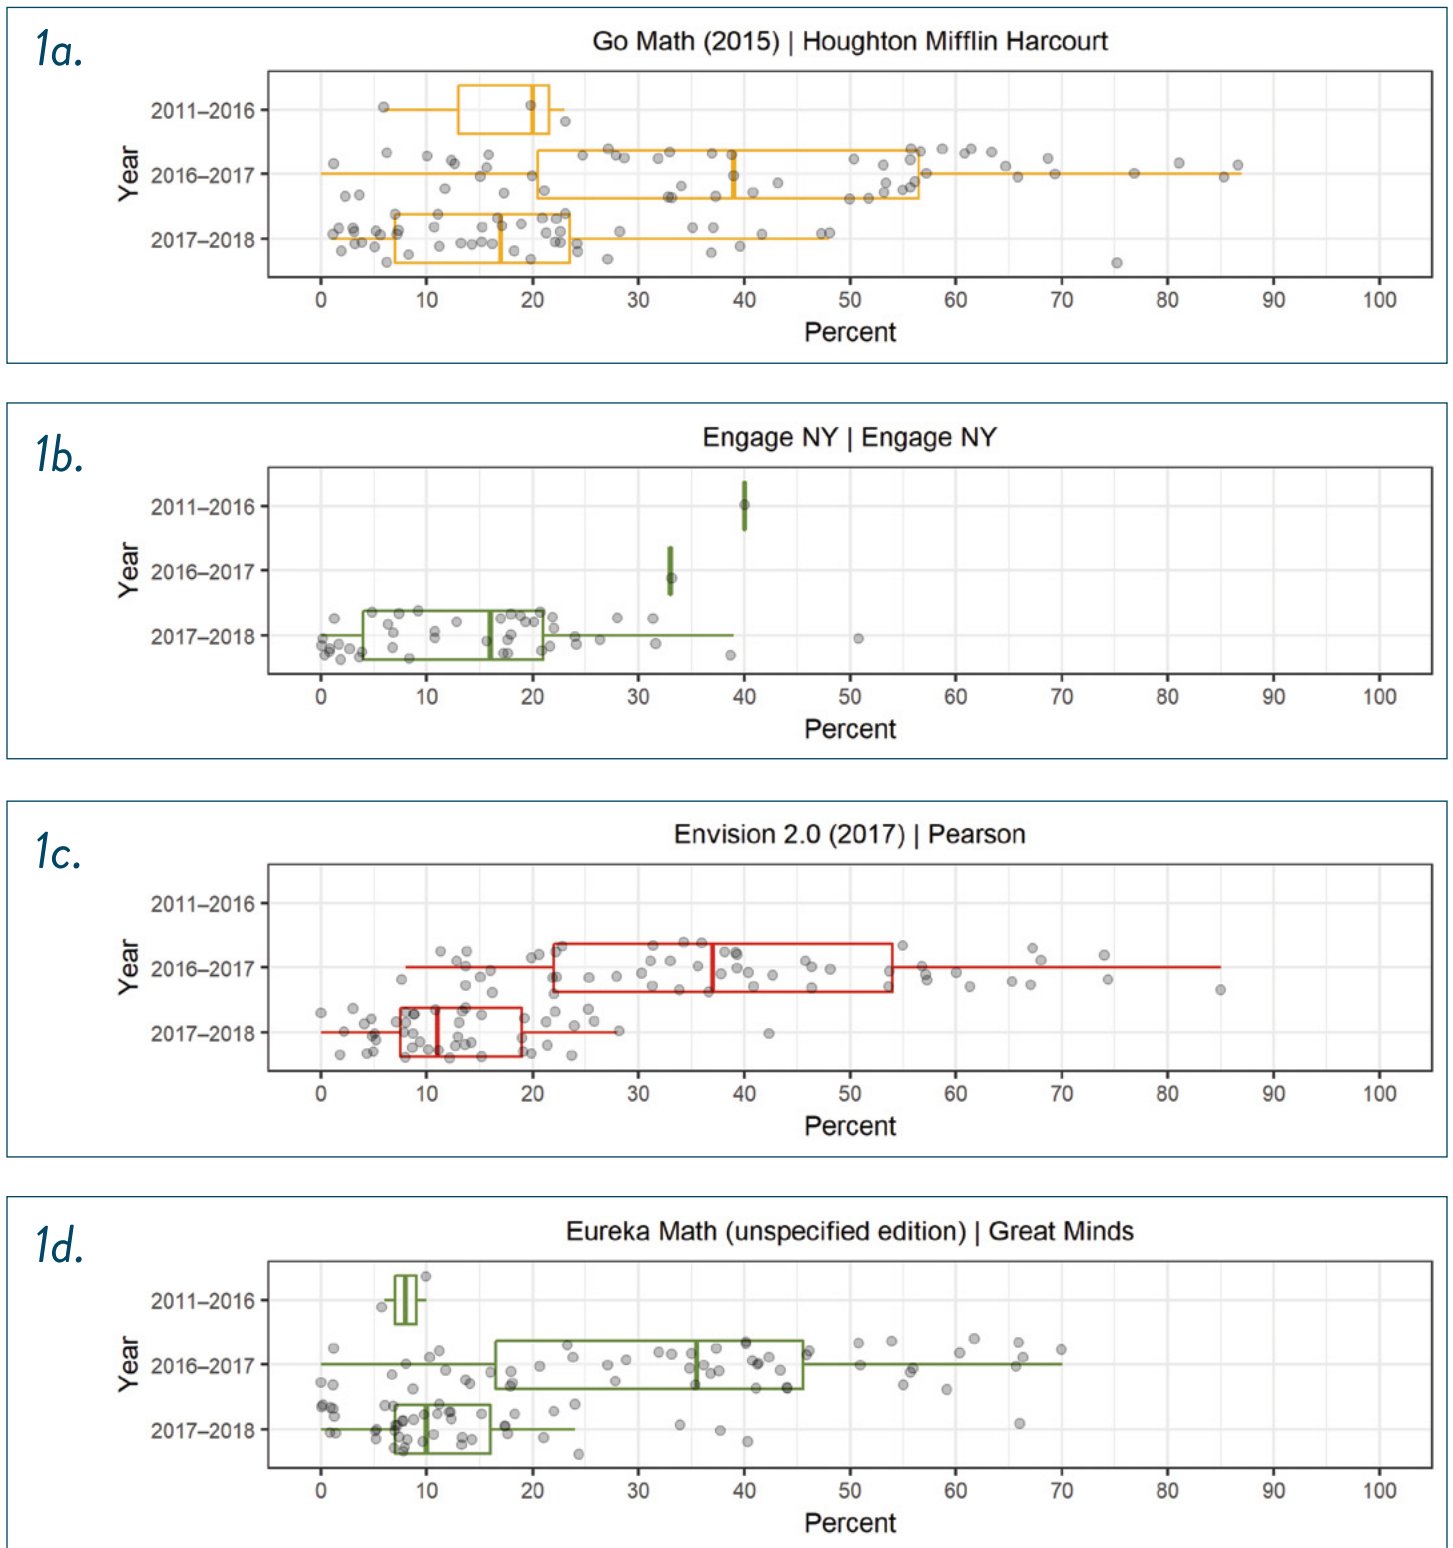 1a.
Go Math (2015) | Houghton Mifflin Harcourt
Year
2011–2016
2016–2017
2017–2018
0 10 20 30 40 50 60 70 80 90 100
Percent
1b.
Engage NY | Engage NY
Year
2011–2016
2016–2017
2017–2018
0 10 20 30 40 50 60 70 80 90 100
Percent
1c.
Envision 2.0 (2017) | Pearson
Year
2011–2016
2016–2017
2017–2018
0 10 20 30 40 50 60 70 80 90 100
Percent
1d.
Eureka Math (unspecified edition) | Great Minds
Year
2011–2016
2016–2017
2017–2018
0 10 20 30 40 50 60 70 80 90 100
Percent